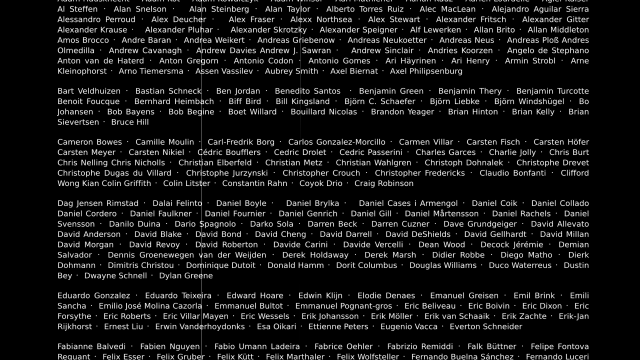 Al Steffen · Alan Snelson · Alan Steinberg · Alan Taylor · Alberto Torres Ruiz · Alec MacLean · Alejandro Aguilar Sierra
Alessandro Perroud · Alex Deucher · Alex Fraser · Alexx Northsea · Alex Stewart · Alexander Fritsch · Alexander Gitter
Alexander Krause · Alexander Pluhar · Alexander Skrotzky · Alexander Speigner · Alf Lewerken · Allan Brito · Allan Middleton
Amos Brocco · Andre Baran · Andrea Weikert · Andreas Griebenow · Andreas Neukoetter · Andreas Neus · Andreas Ploß Andres
Olmedilla · Andrew Cavanagh · Andrew Davies Andrew J. Sawran · Andrew Sinclair · Andries Koorzen · Angelo de Stephano
Anton van de Haterd · Anton Gregorn · Antonio Codon · Antonio Gomes · Ari Häyrinen · Ari Henry · Armin Strobl · Arne
Kleinophorst · Arno Tiemersma · Assen Vassilev · Aubrey Smith · Axel Biernat · Axel Philipsenburg
Bart Veldhuizen · Bastian Schneck · Ben Jordan · Benedito Santos · Benjamin Green · Benjamin Thery · Benjamin Turcotte
Benoit Foucque · Bernhard Heimbach · Biff Bird · Bill Kingsland · Björn C. Schaefer · Björn Liebke · Björn Windshügel · Bo
Johansen · Bob Bayens · Bob Begine · Boet Willard · Bouillard Nicolas · Brandon Yeager · Brian Hinton · Brian Kelly · Brian
Sievertsen · Bruce Hill
Cameron Bowes · Camille Moulin · Carl-Fredrik Borg · Carlos Gonzalez-Morcillo · Carmen Villar · Carsten Fisch · Carsten Höfer
Carsten Meyer · Carsten Nikiel · Cédric Bouffiers · Cedric Drolet · Cedric Passerini · Charles Garces · Charlie Jolly · Chris Burt
Chris Nelling Chris Nicholls · Christian Elberfeld · Christian Metz · Christian Wahlgren · Christoph Dohnalek · Christophe Drevet
Christophe Dugas du Villard · Christophe Jurzynski · Christopher Crouch · Christopher Fredericks · Claudio Bonfanti · Clifford
Wong Kian Colin Griffith · Colin Litster · Constantin Rahn · Coyok Drio · Craig Robinson
Dag Jensen Rimstad · Dalai Felinto · Daniel Boyle · Daniel Brylka · Daniel Cases i Armengol · Daniel Coik · Daniel Collado
Daniel Cordero · Daniel Faulkner · Daniel Fournier · Daniel Genrich · Daniel Gill · Daniel Mårtensson · Daniel Rachels · Daniel
Svensson · Danilo Duina · Dario Spagnolo · Darko Sola · Darren Beck · Darren Cuzner · Dave Grundgeiger · David Allevato
David Anderson · David Blake · David Bond · David Cheng · David Darrell · David DeShields · David Gellhardt · David Millan
David Morgan · David Revoy · David Roberton · Davide Carini · Davide Vercelli · Dean Wood · Decock Jérémie · Demian
Salvador · Dennis Groenewegen van der Weijden · Derek Holdaway · Derek Marsh · Didier Robbe · Diego Matho · Dierk
Dohmann · Dimitris Christou · Dominique Dutoit · Donald Hamm · Dorit Columbus · Douglas Williams · Duco Waterreus · Dustin
Bey · Dwayne Schnell · Dylan Greene
Eduardo Gonzalez · Eduardo Teixeira · Edward Hoare · Edwin Klijn · Elodie Denaes · Emanuel Greisen · Emil Brink · Emili
Sancha · Emilio José Molina Cazorla · Emmanuel Bultot · Emmanuel Pognant-gros · Eric Beliveau · Eric Boivin · Eric Dixon · Eric
Forsythe · Eric Roberts · Eric Villar Mayen · Eric Wessels · Erik Johansson · Erik Möller · Erik van Schaaik · Erik Zachte · Erik-Jan
Rijkhorst · Ernest Liu · Erwin Vanderhoydonks · Esa Oikari · Ettienne Peters · Eugenio Vacca · Everton Schneider
Fabianne Balvedi · Fabien Nguyen · Fabio Umann Ladeira · Fabrice Oehler · Fabrizio Remiddi · Falk Büttner · Felipe Fontova
Requant · Felix Esser · Felix Gruber · Felix Kütt · Felix Marthaler · Felix Wolfsteller · Fernando Buelna Sánchez · Fernando Luceri